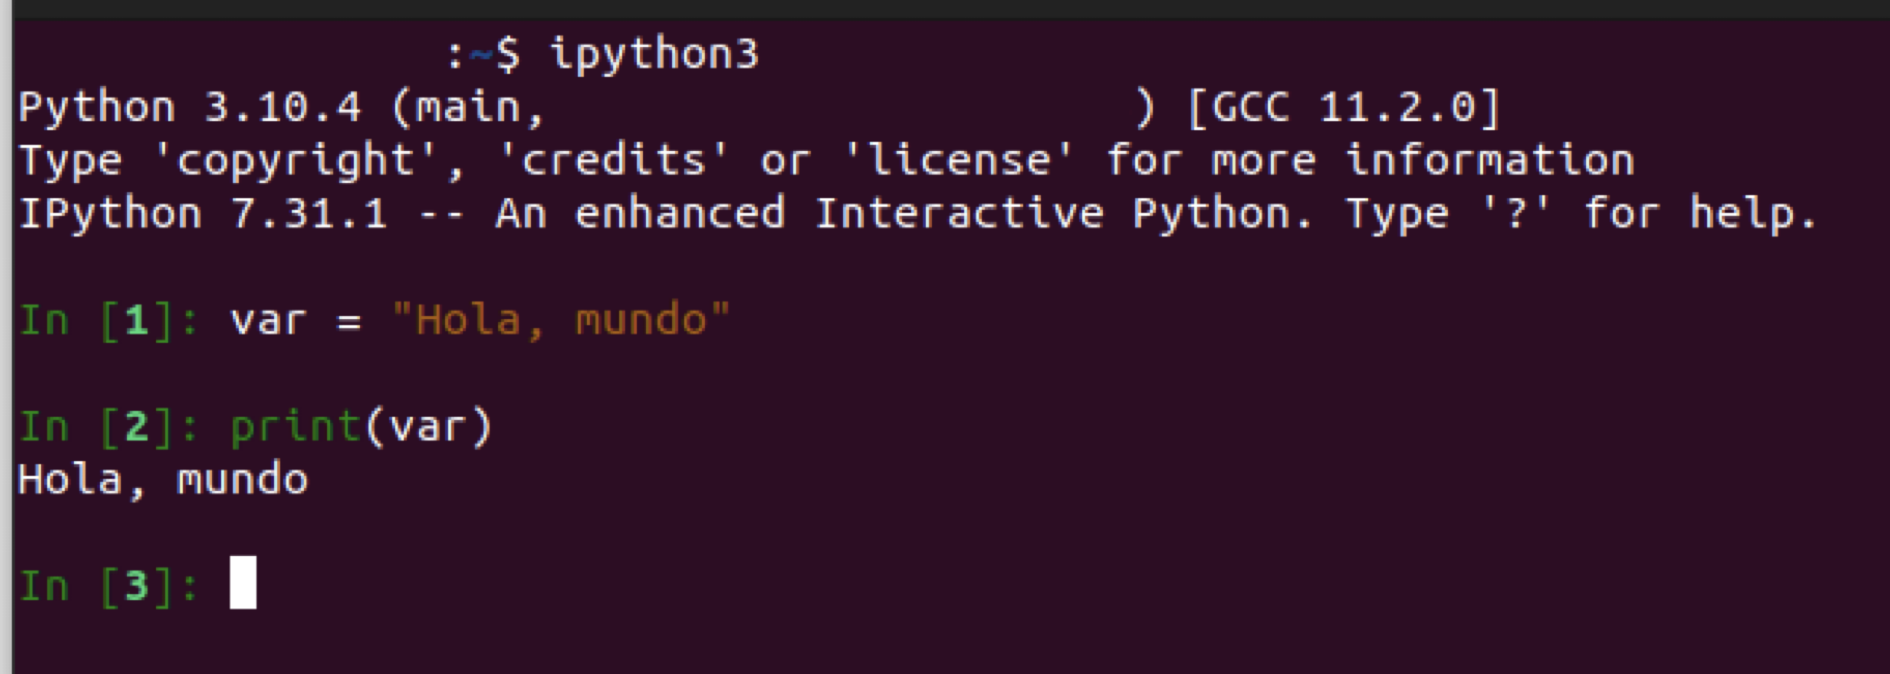 :~$ ipython3
Python 3.10.4 (main, ) [GCC 11.2.0]
Type 'copyright', 'credits' or 'license' for more information
IPython 7.31.1 -- An enhanced Interactive Python. Type '?' for help.
In [1]: var = "Hola, mundo"
In [2]: print(var)
Hola, mundo
In [3]: